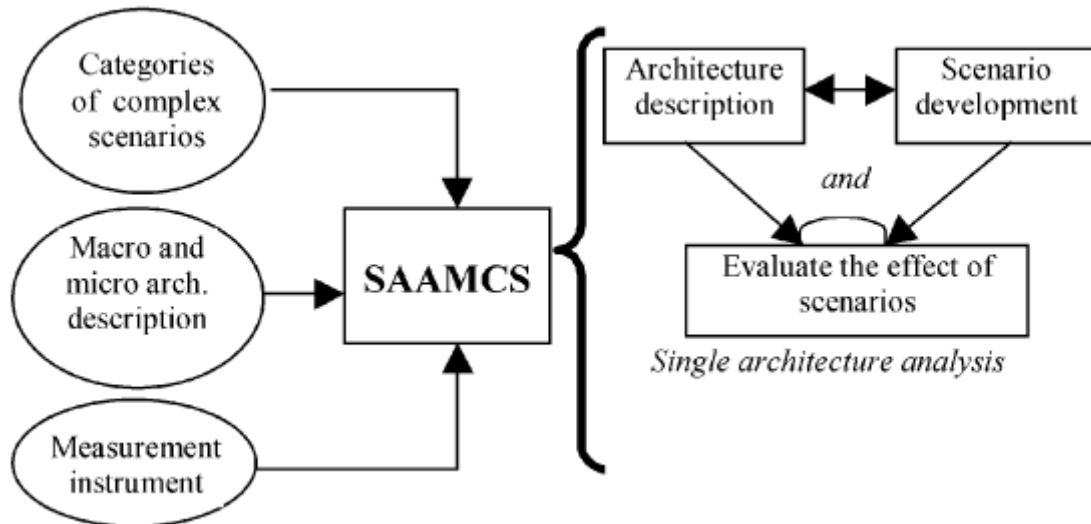 Categories
of complex
scenarios
Macro and
micro arch.
description
Measurement
instrument
SAAMCS
Architecture
description
Scenario
development
and
Evaluate the effect of
scenarios
Single architecture analysis